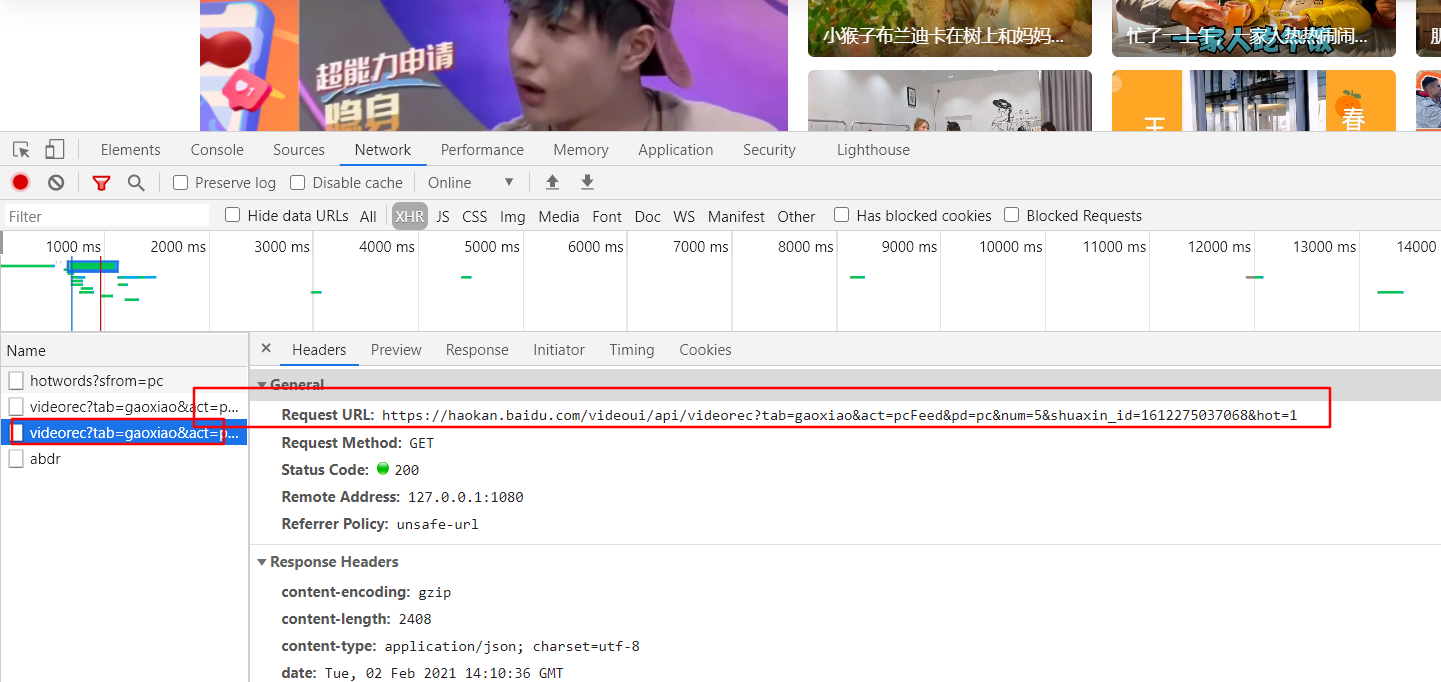 超能力申请
隐身
小猴子布兰迪卡在树上和妈妈...
忙了一上午，一家人热热闹闹...
一家人吃午饭
王
春
Elements Console Sources Network Performance Memory Application Security Lighthouse
Preserve log Disable cache Online
Filter Hide data URLs All XHR JS CSS Img Media Font Doc WS Manifest Other Has blocked cookies Blocked Requests
1000 ms 2000 ms 3000 ms 4000 ms 5000 ms 6000 ms 7000 ms 8000 ms 9000 ms 10000 ms 11000 ms 12000 ms 13000 ms 14000
Name
hotwords?sfrom=pc
videorec?tab=gaoxiao&act=p...
videorec?tab=gaoxiao&act=p...
abdr
Headers Preview Response Initiator Timing Cookies
General
Request URL: https://haokan.baidu.com/videoui/api/videorec?tab=gaoxiao&act=pcFeed&pd=pc&num=5&shuaxin_id=1612275037068&hot=1
Request Method: GET
Status Code: 200
Remote Address: 127.0.0.1:1080
Referrer Policy: unsafe-url
Response Headers
content-encoding: gzip
content-length: 2408
content-type: application/json; charset=utf-8
date: Tue, 02 Feb 2021 14:10:36 GMT